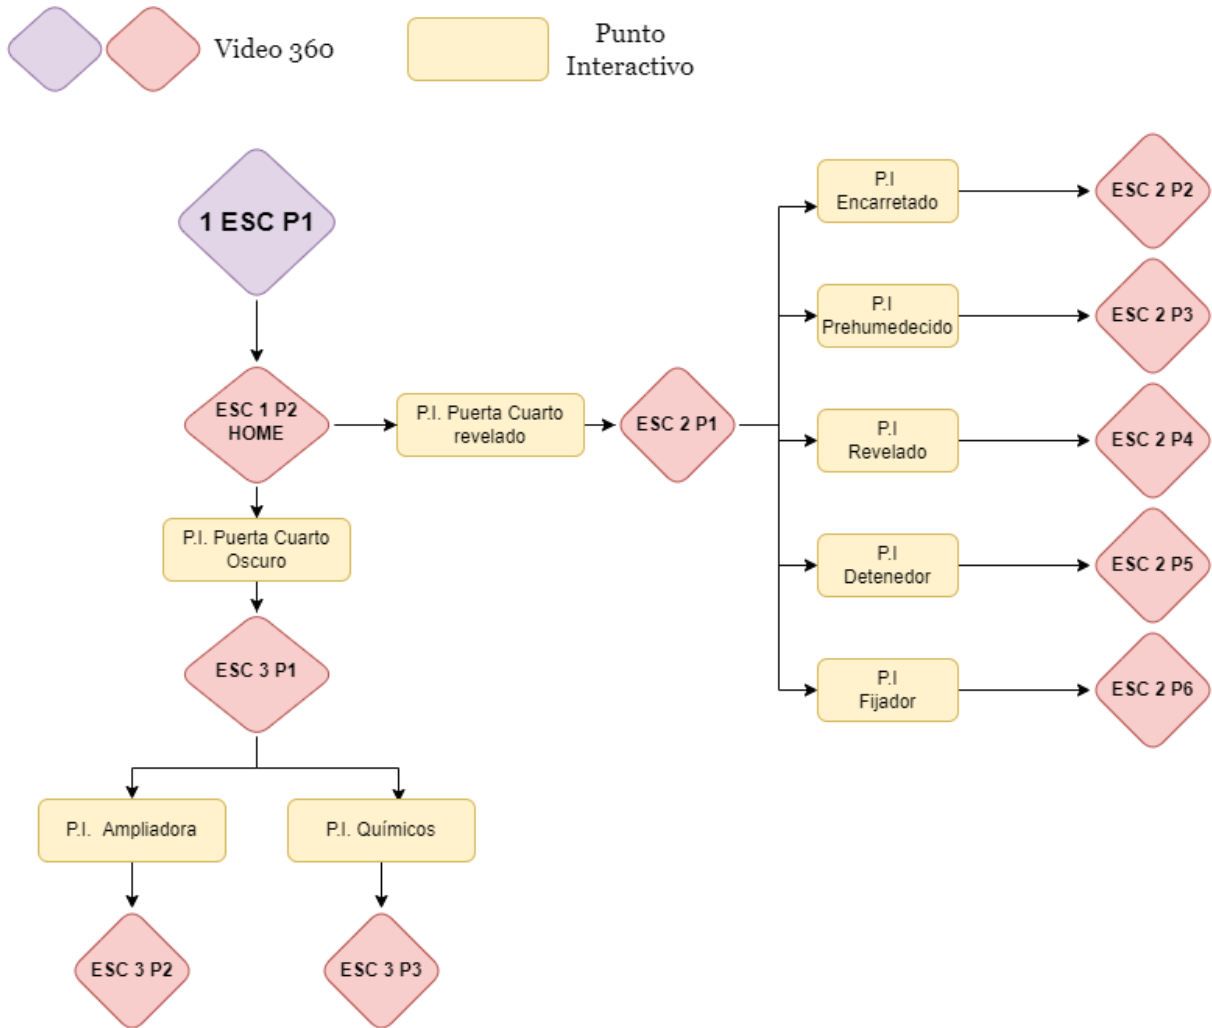 Video 360
Punto
Interactivo
1 ESC P1
ESC 1 P2
HOME
P.I. Puerta Cuarto
revelado
ESC 2 P1
P.I
Encarretado
ESC 2 P2
P.I
Prehumedecido
ESC 2 P3
P.I
Revelado
ESC 2 P4
P.I
Detenedor
ESC 2 P5
P.I
Fijador
ESC 2 P6
P.I. Puerta Cuarto
Oscuro
ESC 3 P1
P.I. Ampliadora
P.I. Químicos
ESC 3 P2
ESC 3 P3